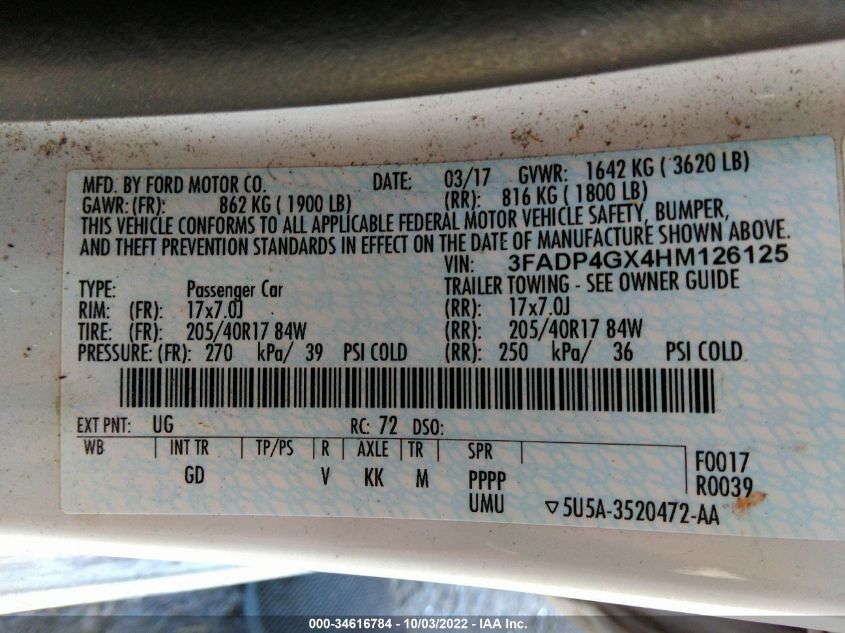 MFD. BY FORD MOTOR CO. DATE: 03/17 GVWR: 1642 KG ( 3620 LB)
GAWR: (FR): 862 KG ( 1900 LB) (RR): 816 KG ( 1800 LB)
THIS VEHICLE CONFORMS TO ALL APPLICABLE FEDERAL MOTOR VEHICLE SAFETY, BUMPER,
AND THEFT PREVENTION STANDARDS IN EFFECT ON THE DATE OF MANUFACTURE SHOWN ABOVE.
VIN: 3FADP4GX4HM126125
TYPE: Passenger Car TRAILER TOWING - SEE OWNER GUIDE
RIM: (FR): 17x7.0J (RR): 17x7.0J
TIRE: (FR): 205/40R17 84W (RR): 205/40R17 84W
PRESSURE: (FR): 270 kPa/ 39 PSI COLD (RR): 250 kPa/ 36 PSI COLD
EXT PNT: UG RC: 72 DSO:
WB INT TR TP/PS R AXLE TR SPR F0017
GD V KK M PPPP R0039
UMU ▽5U5A-3520472-AA
000-34616784 - 10/03/2022 - IAA Inc.